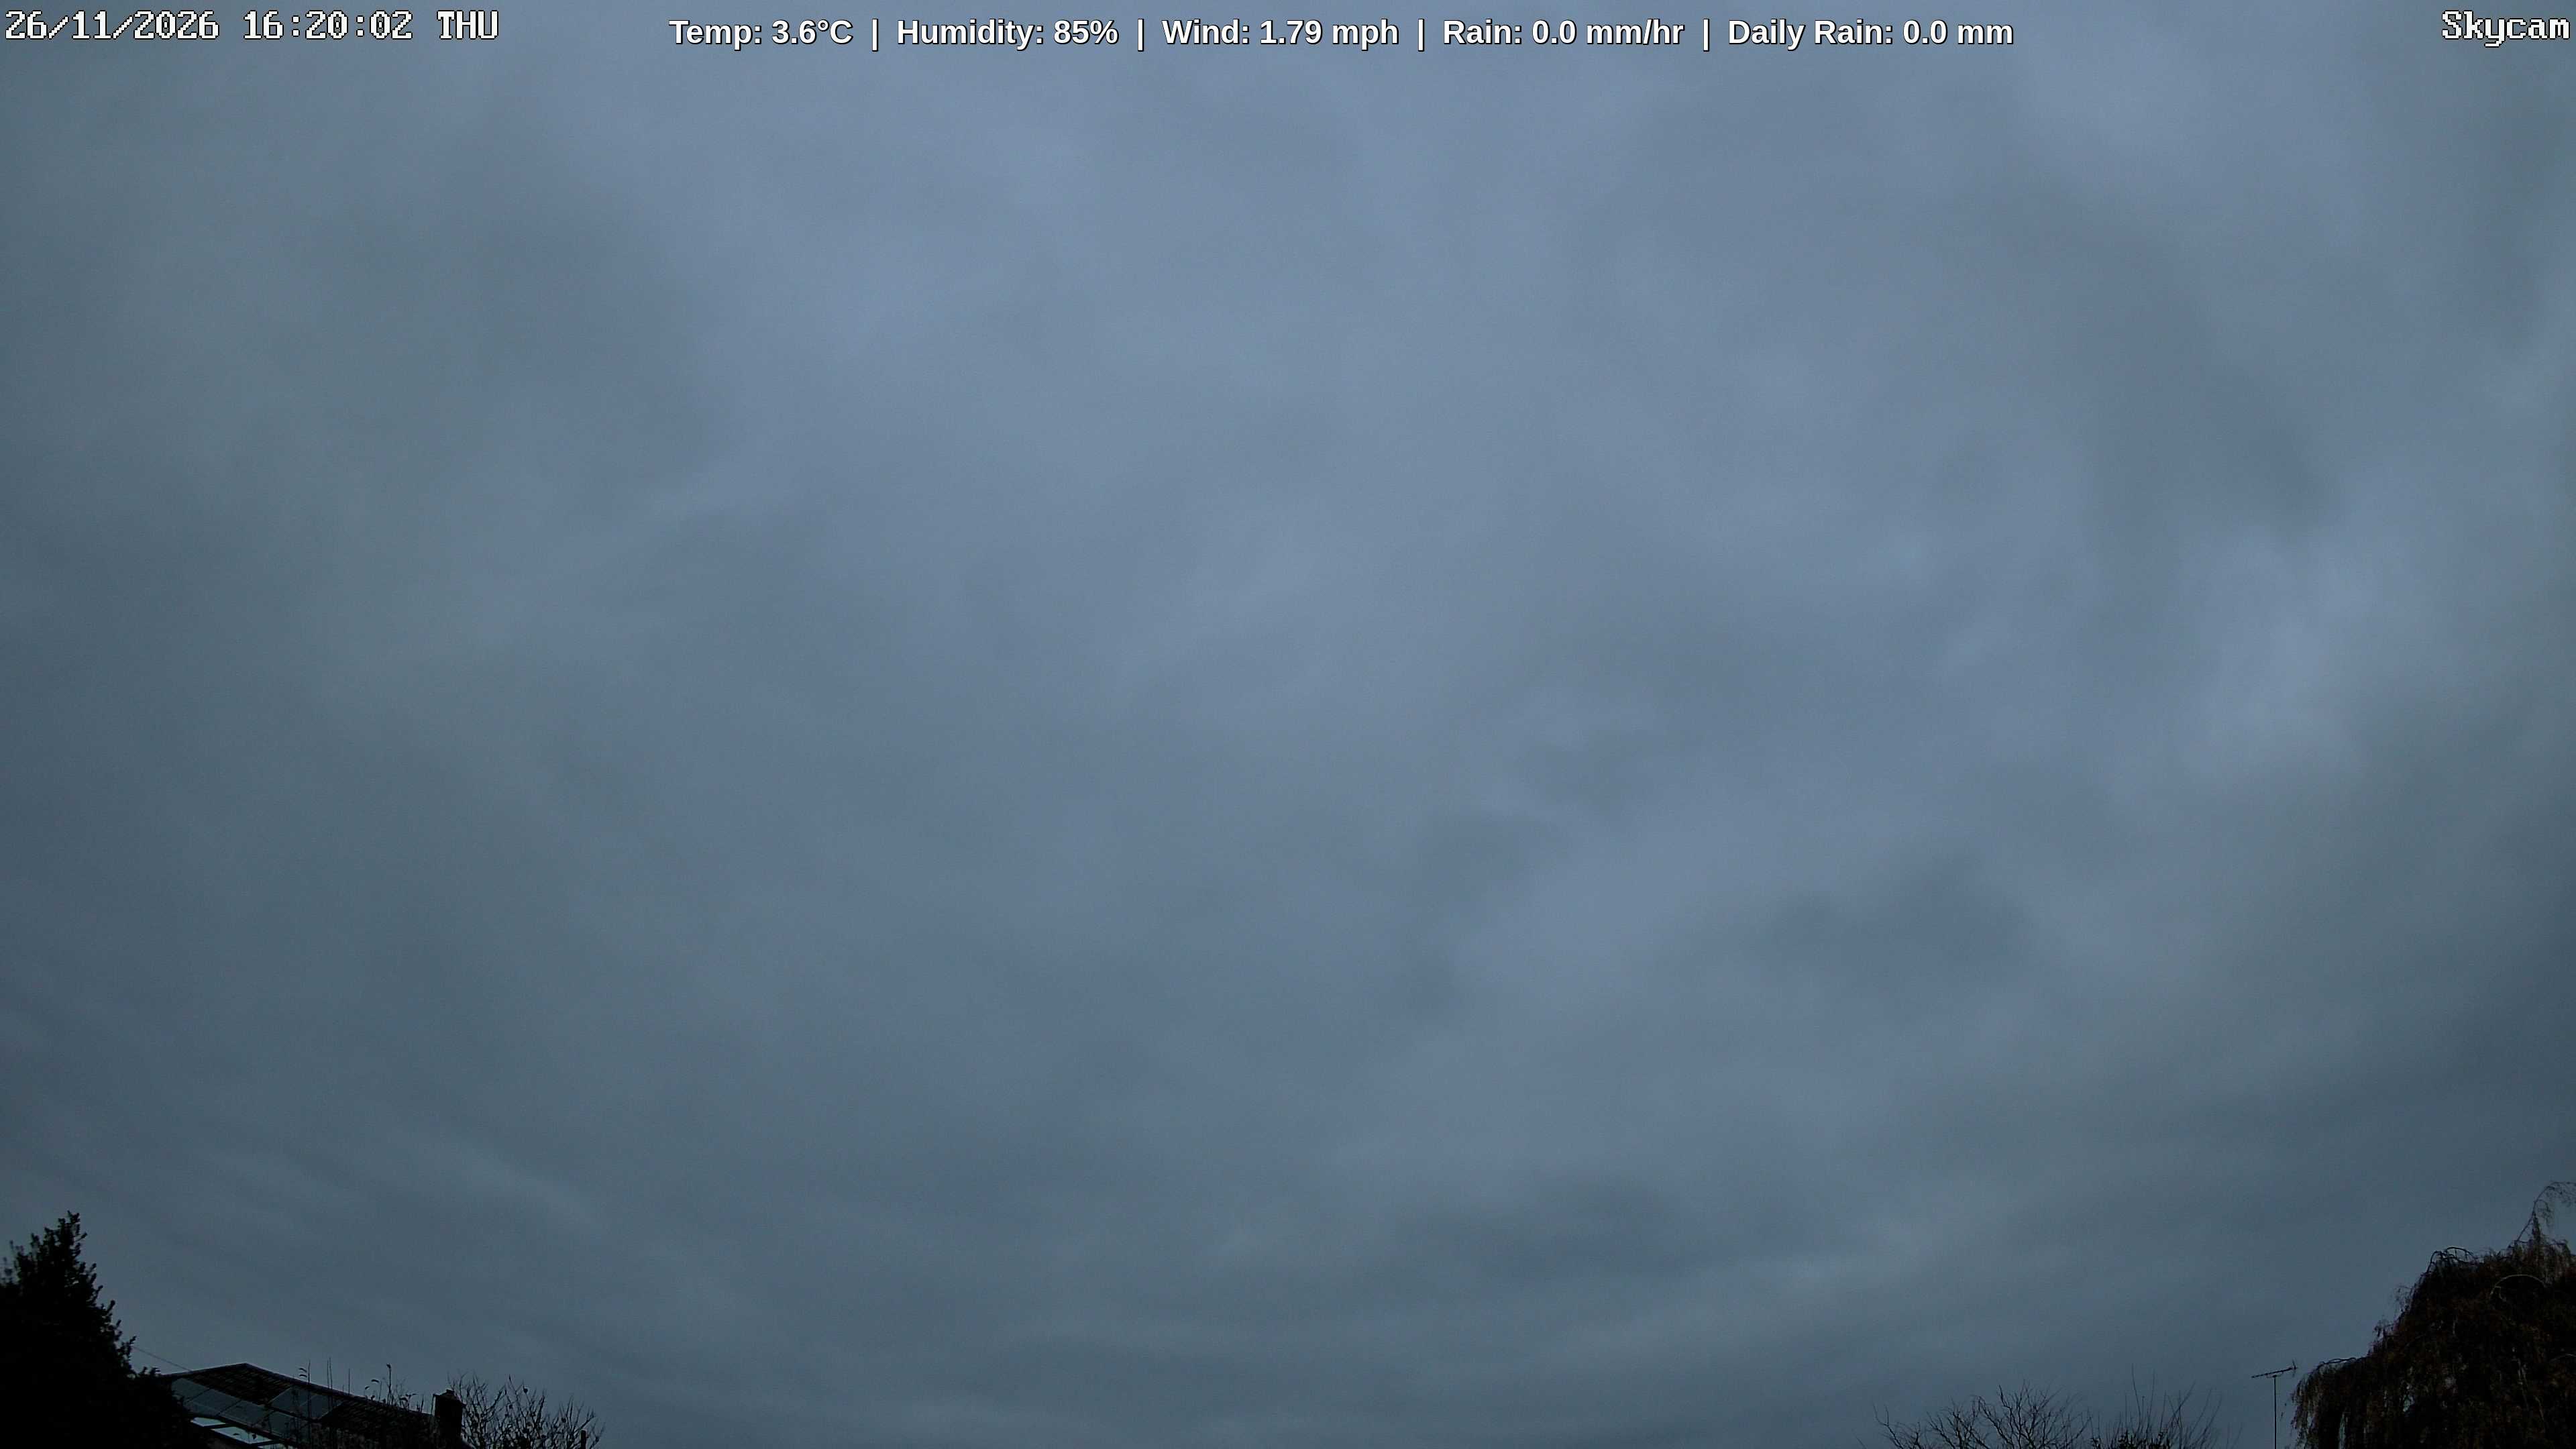 26/11/2026 16:20:02 THU
Temp: 3.6°C | Humidity: 85% | Wind: 1.79 mph | Rain: 0.0 mm/hr | Daily Rain: 0.0 mm
Skycam